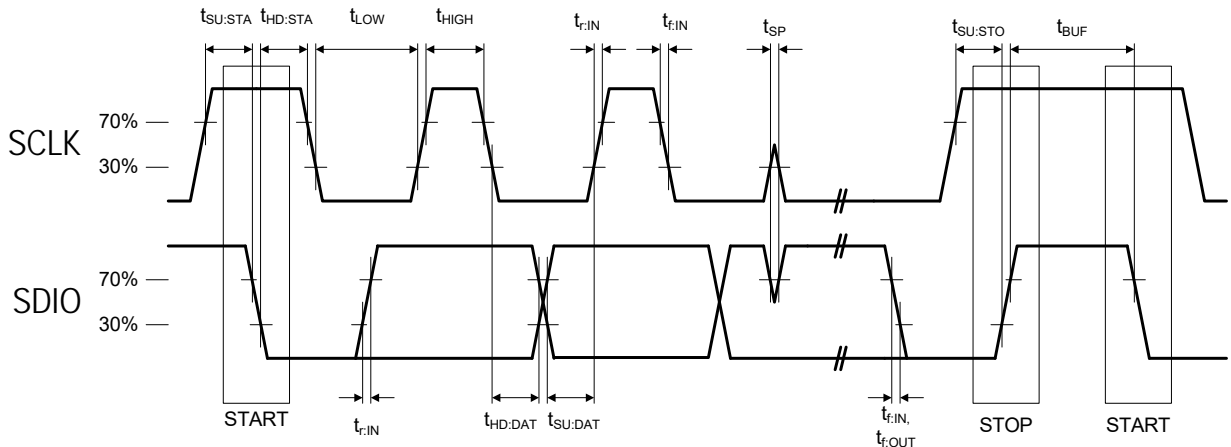 tSU:STA tHD:STA tLOW tHIGH tr:IN tf:IN tSP tSU:STO tBUF
SCLK
70%
30%
SDIO
70%
30%
START
tr:IN
tHD:DAT tSU:DAT
tf:IN,
tf:OUT
STOP
START